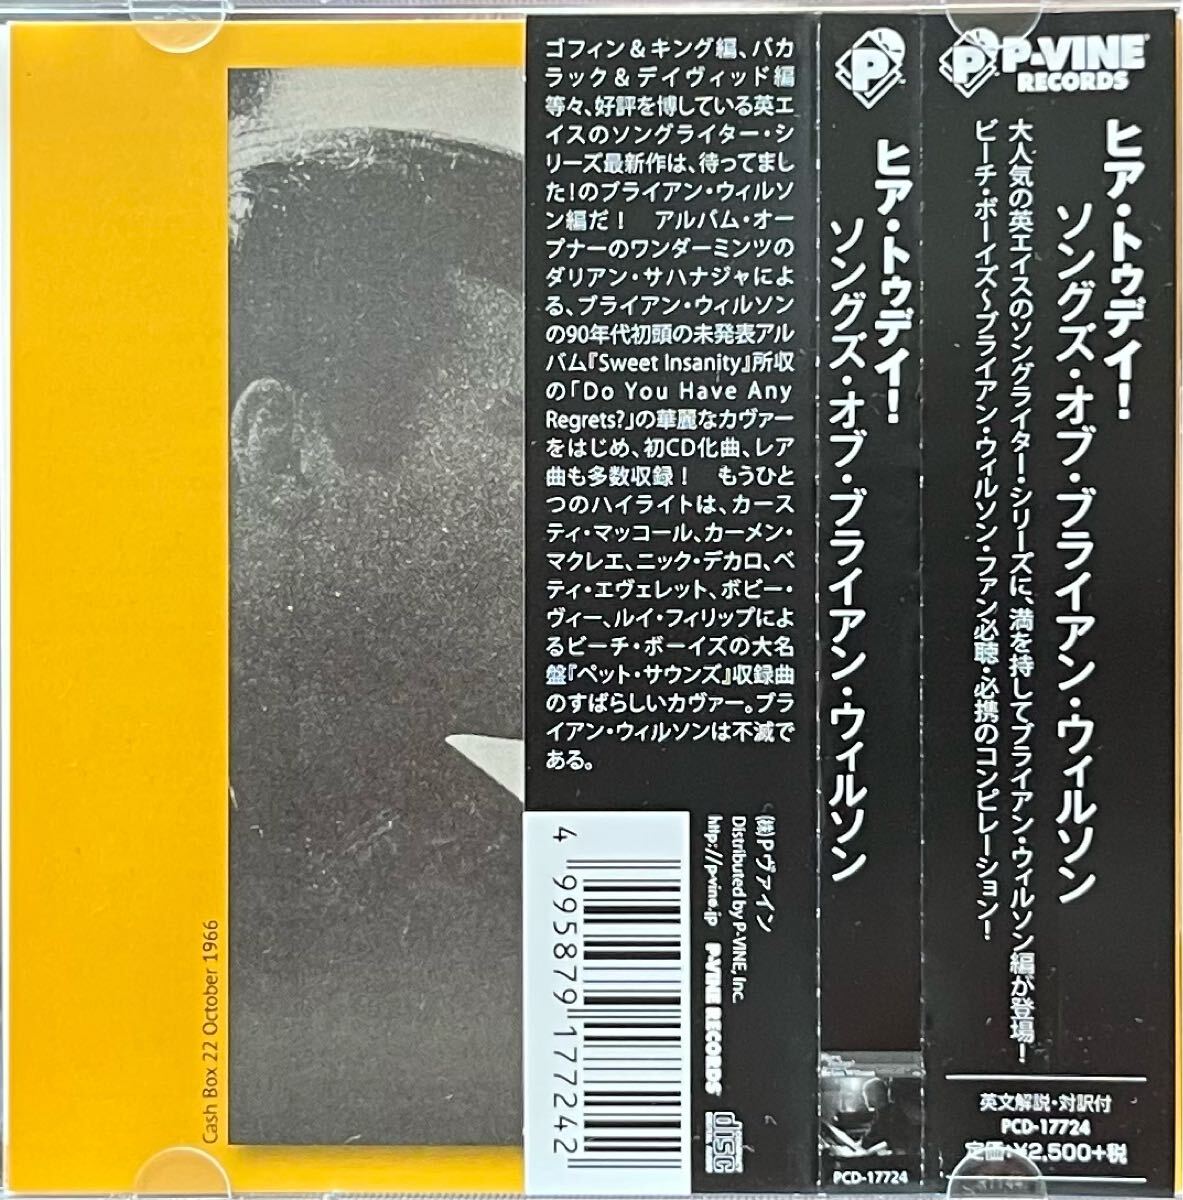 Cash Box 22 October 1966
ゴフィン＆キング編、バカ
ラック＆デイヴィッド編
等々、好評を博している英エ
イスのソングライター・シ
リーズ最新作は、待ってまし
た！のブライアン・ウィルソ
ン編だ！　アルバム・オー
プナーのワンダーミンツの
ダリアン・サハナジャによ
る、ブライアン・ウィルソン
の90年代初頭の未発表アル
バム『Sweet Insanity』所収
の「Do You Have Any
Regrets?」の華麗なカヴァー
をはじめ、初CD化曲、レア
曲も多数収録！　もうひと
つのハイライトは、カース
ティ・マッコール、カーメン・
マクレエ、ニック・デカロ、ベ
ティ・エヴェレット、ボビー・
ヴィー、ルイ・フィリップによ
るビーチ・ボーイズの大名
盤『ペット・サウンズ』収録曲
のすばらしいカヴァー。ブラ
イアン・ウィルソンは不滅で
ある。
4 995879 177242
(株)Pヴァイン
Distributed by P-VINE, Inc.
http://p-vine.jp P-VINE RECORDS
disc
P
ヒア・トゥデイ！
ソングズ・オブ・ブライアン・ウィルソン
PCD-17724
P P-VINE
RECORDS
ヒア・トゥデイ！
ソングズ・オブ・ブライアン・ウィルソン
大人気の英エイスのソングライター・シリーズに、満を持してブライアン・ウィルソン編が登場！
ビーチ・ボーイズ～ブライアン・ウィルソン・ファン必聴・必携のコンピレーション！
英文解説・対訳付
PCD-17724
定価:¥2,500+税